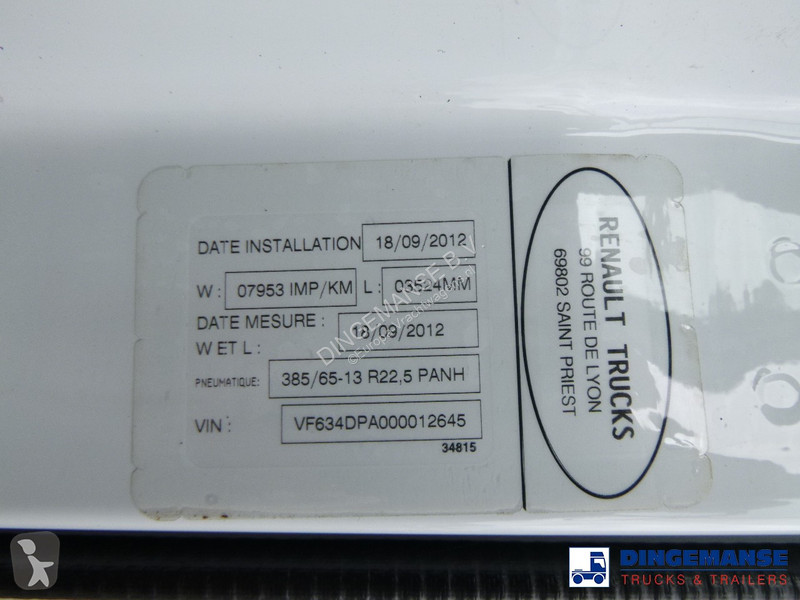 DATE INSTALLATION 18/09/2012
W : 07953 IMP/KM L : 03524MM
DATE MESURE :
W ET L : 18/09/2012
PNEUMATIQUE: 385/65-13 R22,5 PANH
VIN : VF634DPA000012645
34815
RENAULT TRUCKS
99 ROUTE DE LYON
69802 SAINT PRIEST
DINGEMANSE B.V.
DINGEMANSE
TRUCKS & TRAILERS